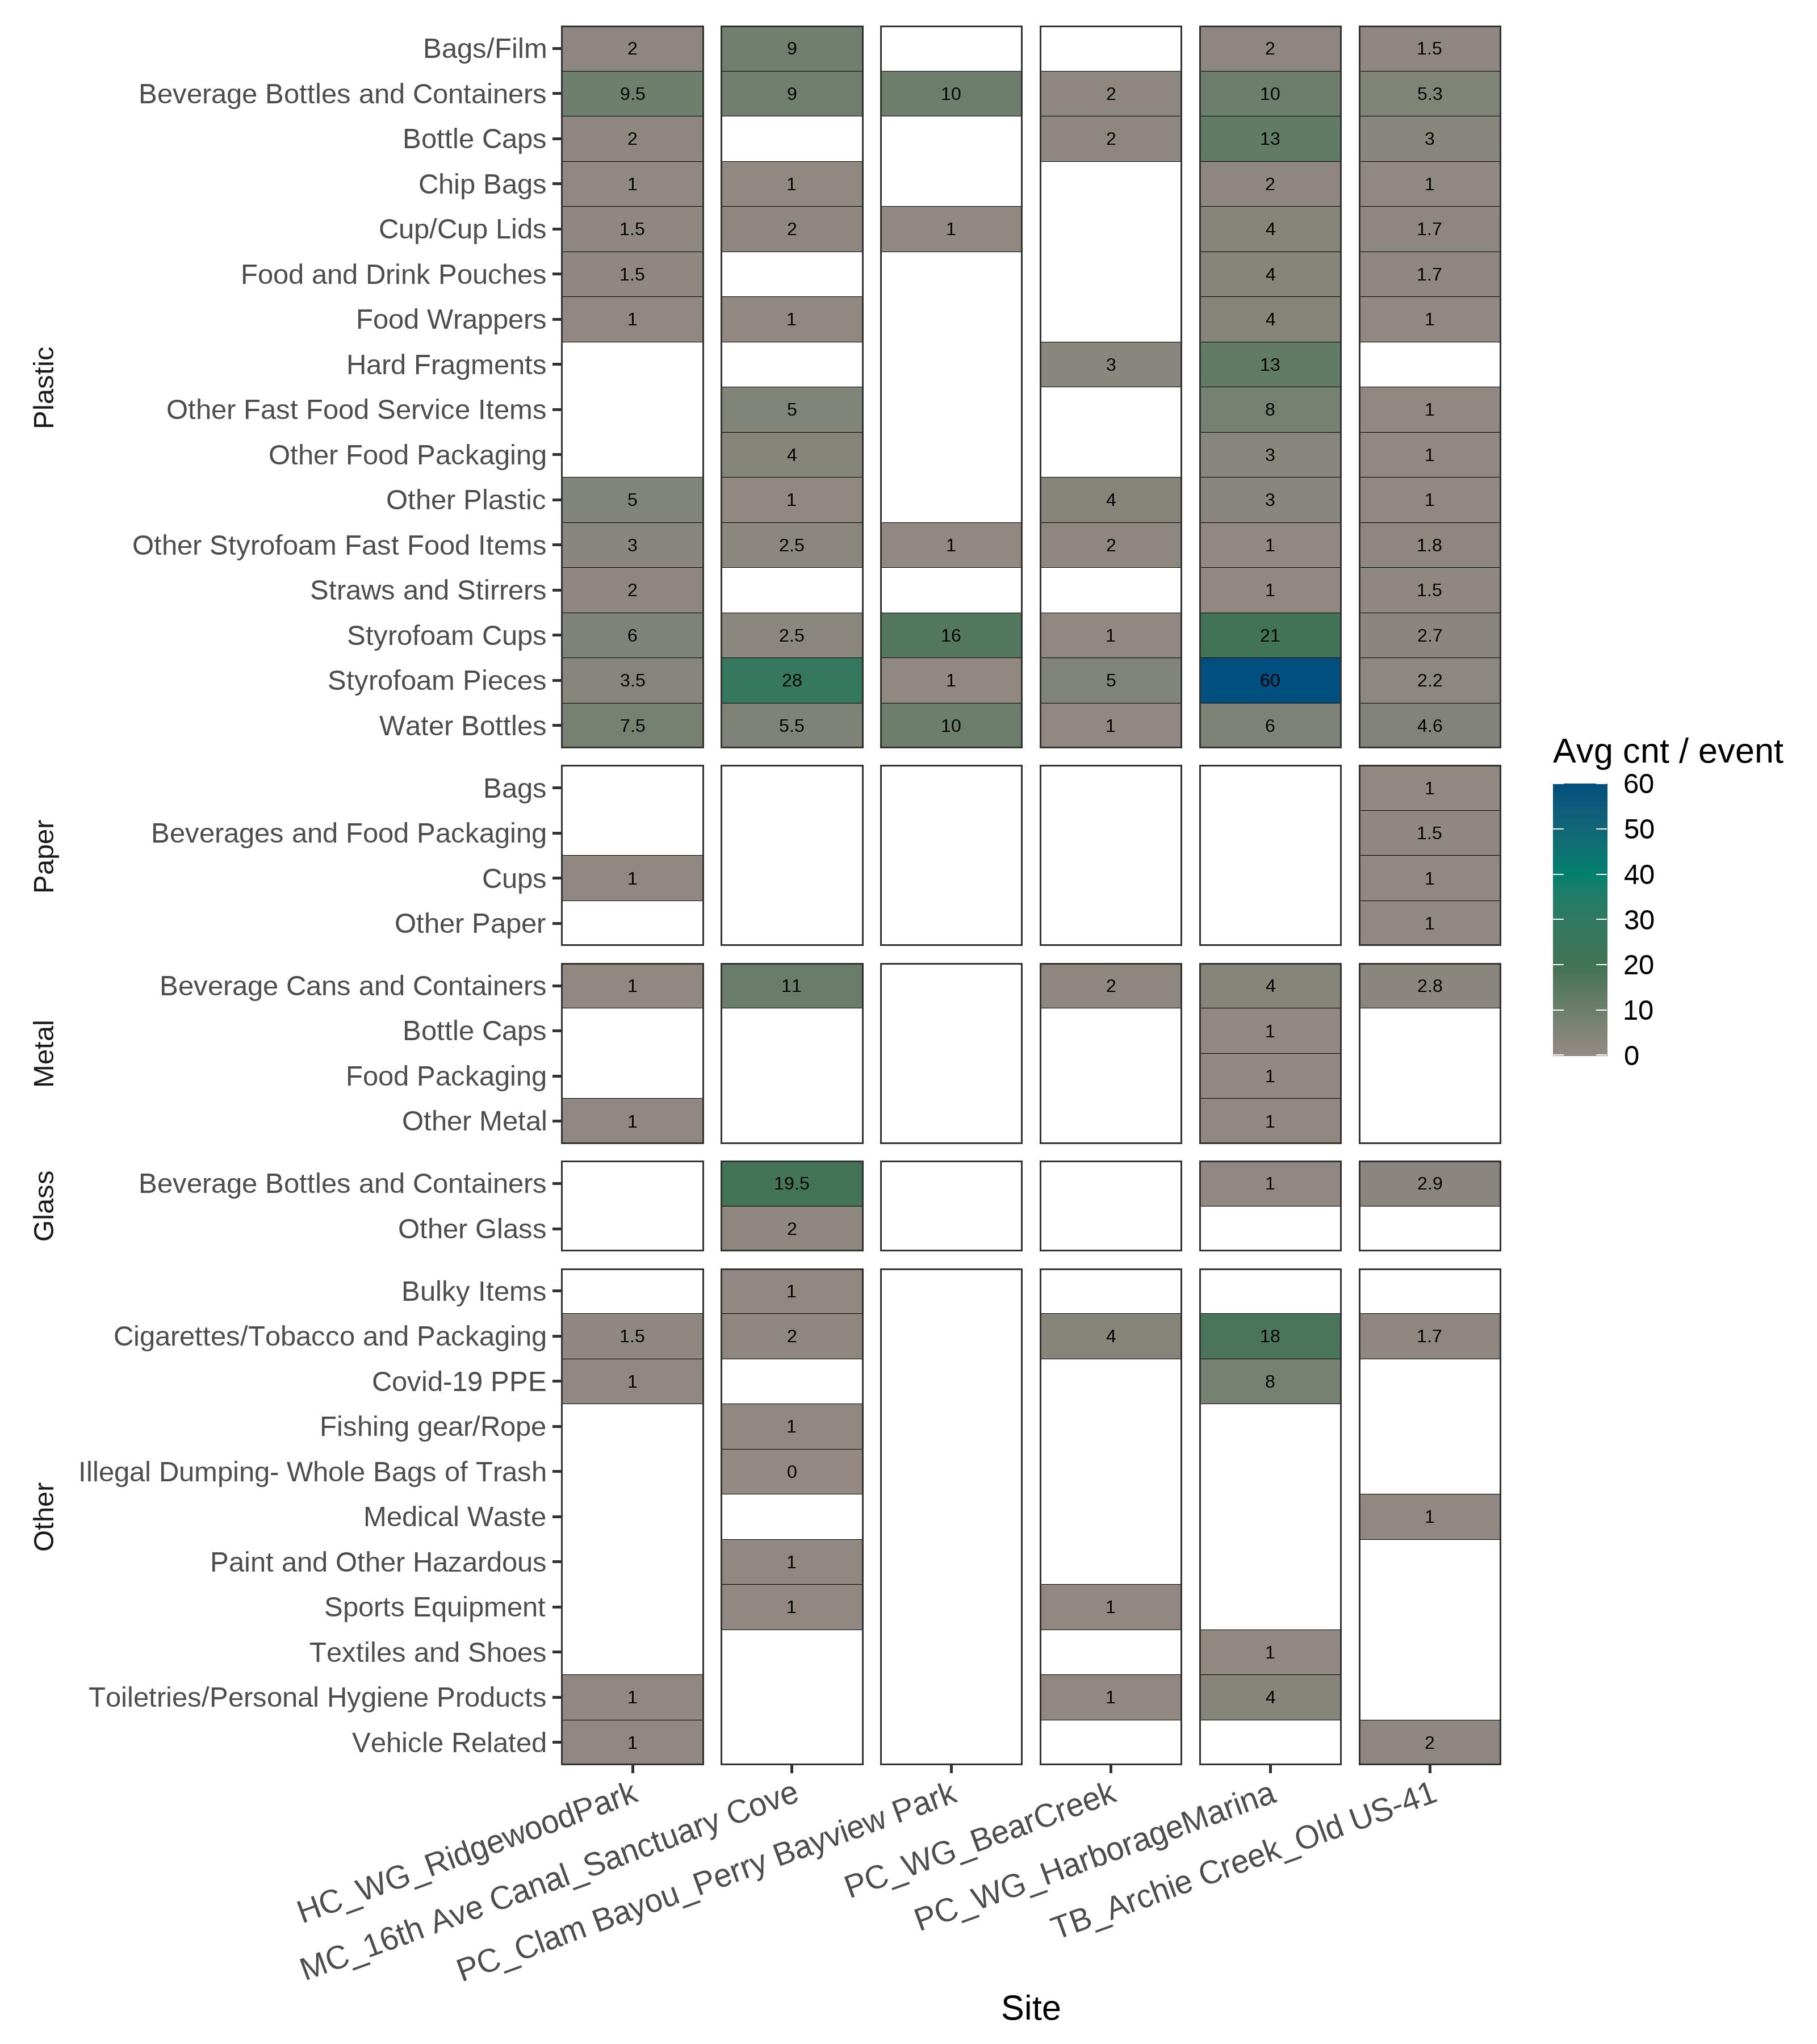 Plastic
Bags/Film 2 9 2 1.5
Beverage Bottles and Containers 9.5 9 10 2 10 5.3
Bottle Caps 2 2 13 3
Chip Bags 1 1 2 1
Cup/Cup Lids 1.5 2 1 4 1.7
Food and Drink Pouches 1.5 4 1.7
Food Wrappers 1 1 4 1
Hard Fragments 3 13
Other Fast Food Service Items 5 8 1
Other Food Packaging 4 3 1
Other Plastic 5 1 4 3 1
Other Styrofoam Fast Food Items 3 2.5 1 2 1 1.8
Straws and Stirrers 2 1 1.5
Styrofoam Cups 6 2.5 16 1 21 2.7
Styrofoam Pieces 3.5 28 1 5 60 2.2
Water Bottles 7.5 5.5 10 1 6 4.6
Paper
Bags 1
Beverages and Food Packaging 1.5
Cups 1 1
Other Paper 1
Metal
Beverage Cans and Containers 1 11 2 4 2.8
Bottle Caps 1
Food Packaging 1
Other Metal 1 1
Glass
Beverage Bottles and Containers 19.5 1 2.9
Other Glass 2
Other
Bulky Items 1
Cigarettes/Tobacco and Packaging 1.5 2 4 18 1.7
Covid-19 PPE 1 8
Fishing gear/Rope 1
Illegal Dumping- Whole Bags of Trash 0
Medical Waste 1
Paint and Other Hazardous 1
Sports Equipment 1 1
Textiles and Shoes 1
Toiletries/Personal Hygiene Products 1 1 4
Vehicle Related 1 2
HC_WG_RidgewoodPark
MC_16th Ave Canal_Sanctuary Cove
PC_Clam Bayou_Perry Bayview Park
PC_WG_BearCreek
PC_WG_HarborageMarina
TB_Archie Creek_Old US-41
Site
Avg cnt / event
60
50
40
30
20
10
0